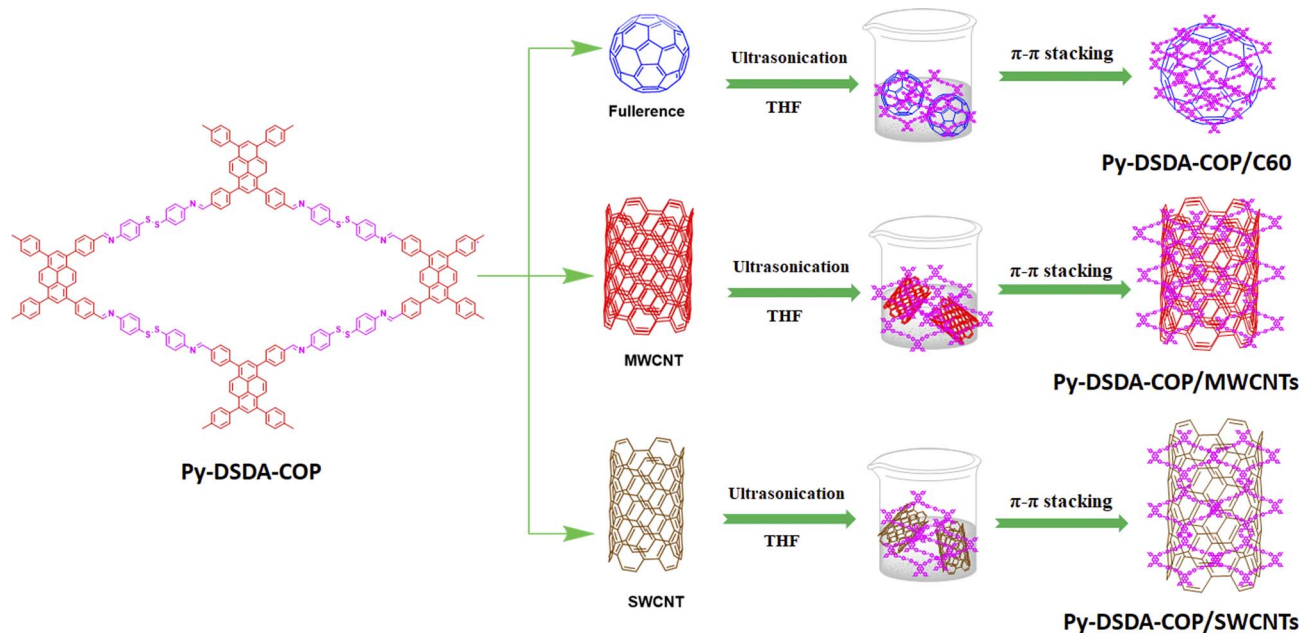 Fullerence
Ultrasonication
THF
π-π stacking
Py-DSDA-COP/C60
N
S
S
N
N
S
S
N
N
S
S
N
N
S
S
N
Py-DSDA-COP
MWCNT
Ultrasonication
THF
π-π stacking
Py-DSDA-COP/MWCNTs
SWCNT
Ultrasonication
THF
π-π stacking
Py-DSDA-COP/SWCNTs